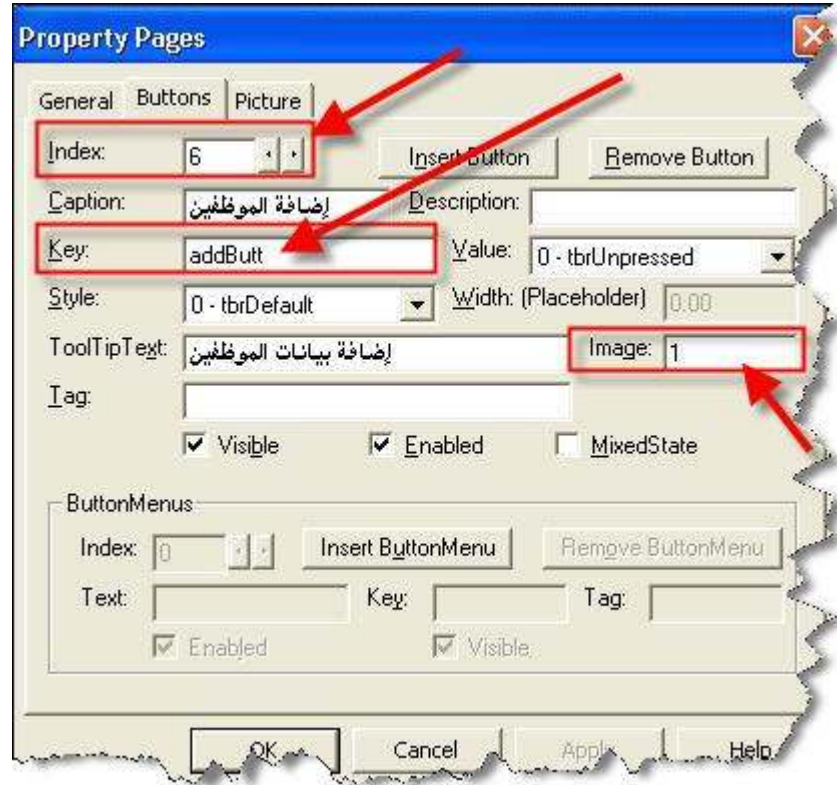 Property Pages
General Buttons Picture
Index: 6 Insert Button Remove Button
Caption: إضافة الموظفين Description:
Key: addButt Value: 0 - tbrUnpressed
Style: 0 - tbrDefault Width: (Placeholder) 0.00
ToolTipText: إضافة بيانات الموظفين Image: 1
Tag:
Visible Enabled MixedState
ButtonMenus
Index: 0 Insert ButtonMenu Remove ButtonMenu
Text: Key: Tag:
Enabled Visible
OK Cancel Apply Help